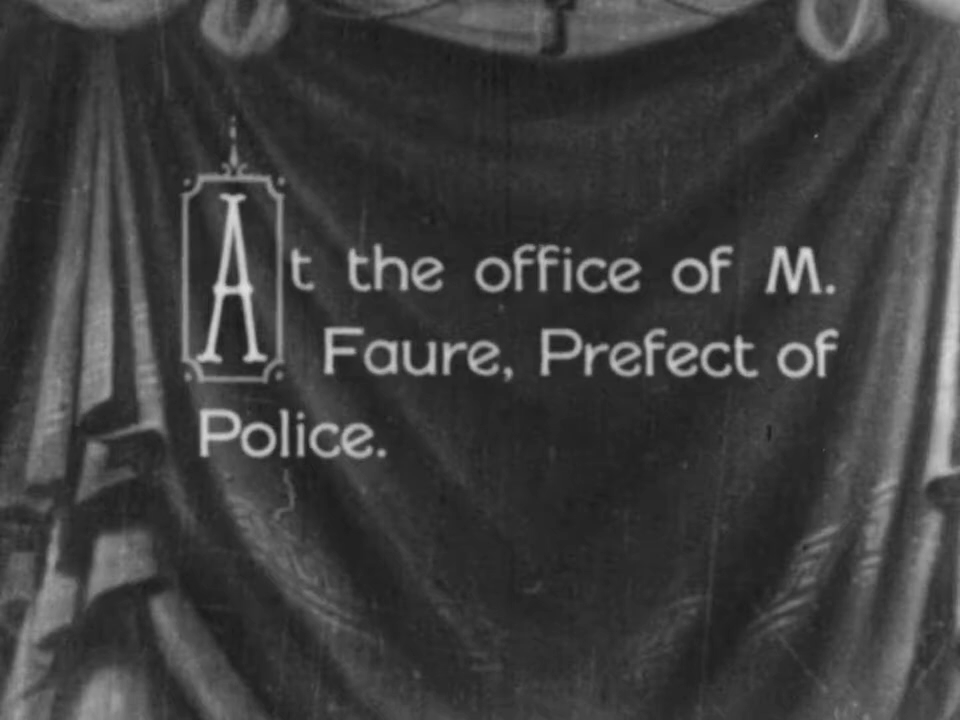 At the office of M.
Faure, Prefect of
Police.